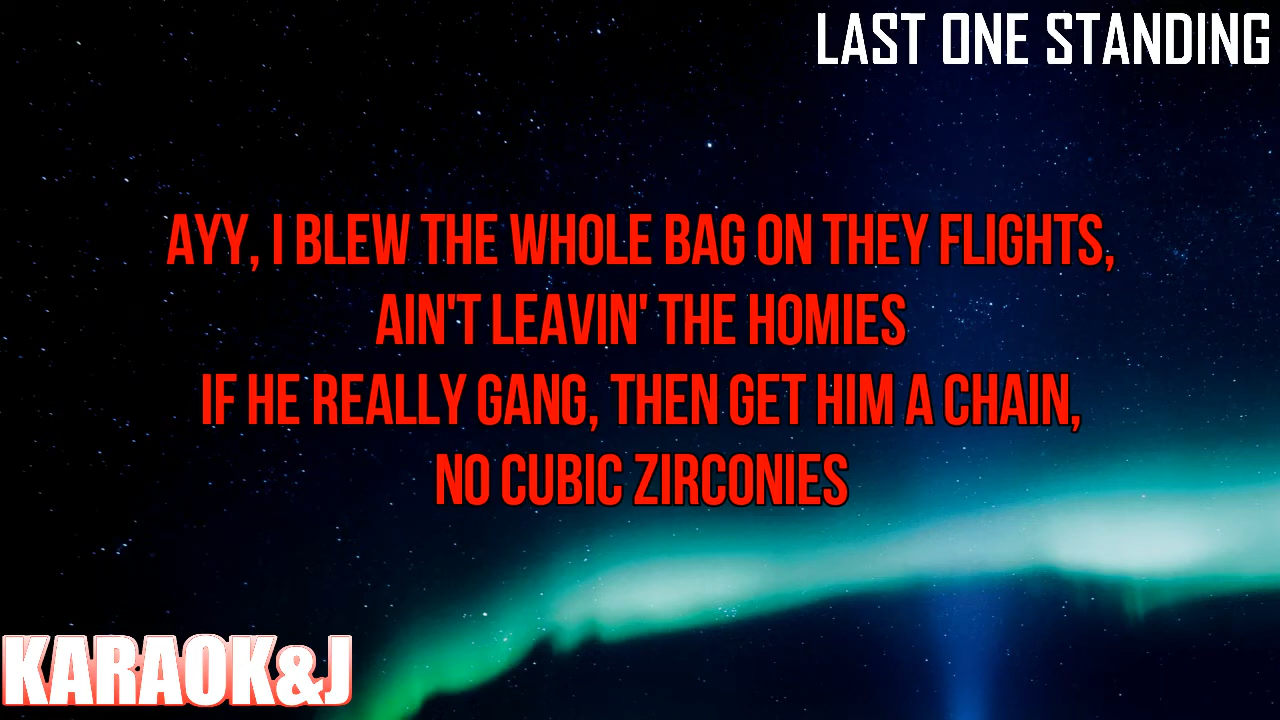 LAST ONE STANDING
AYY, I BLEW THE WHOLE BAG ON THEY FLIGHTS,
AIN'T LEAVIN' THE HOMIES
IF HE REALLY GANG, THEN GET HIM A CHAIN,
NO CUBIC ZIRCONIES
KARAOK&J